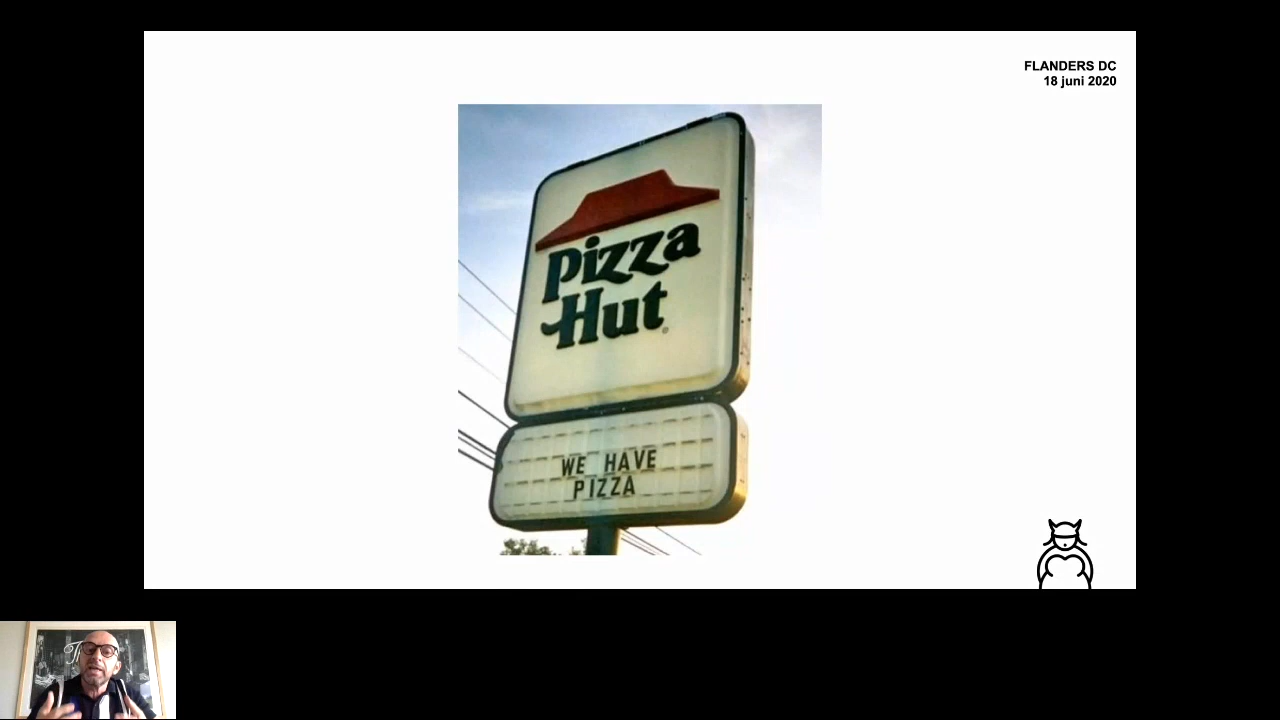 FLANDERS DC
18 juni 2020
Pizza
Hut
WE HAVE
PIZZA